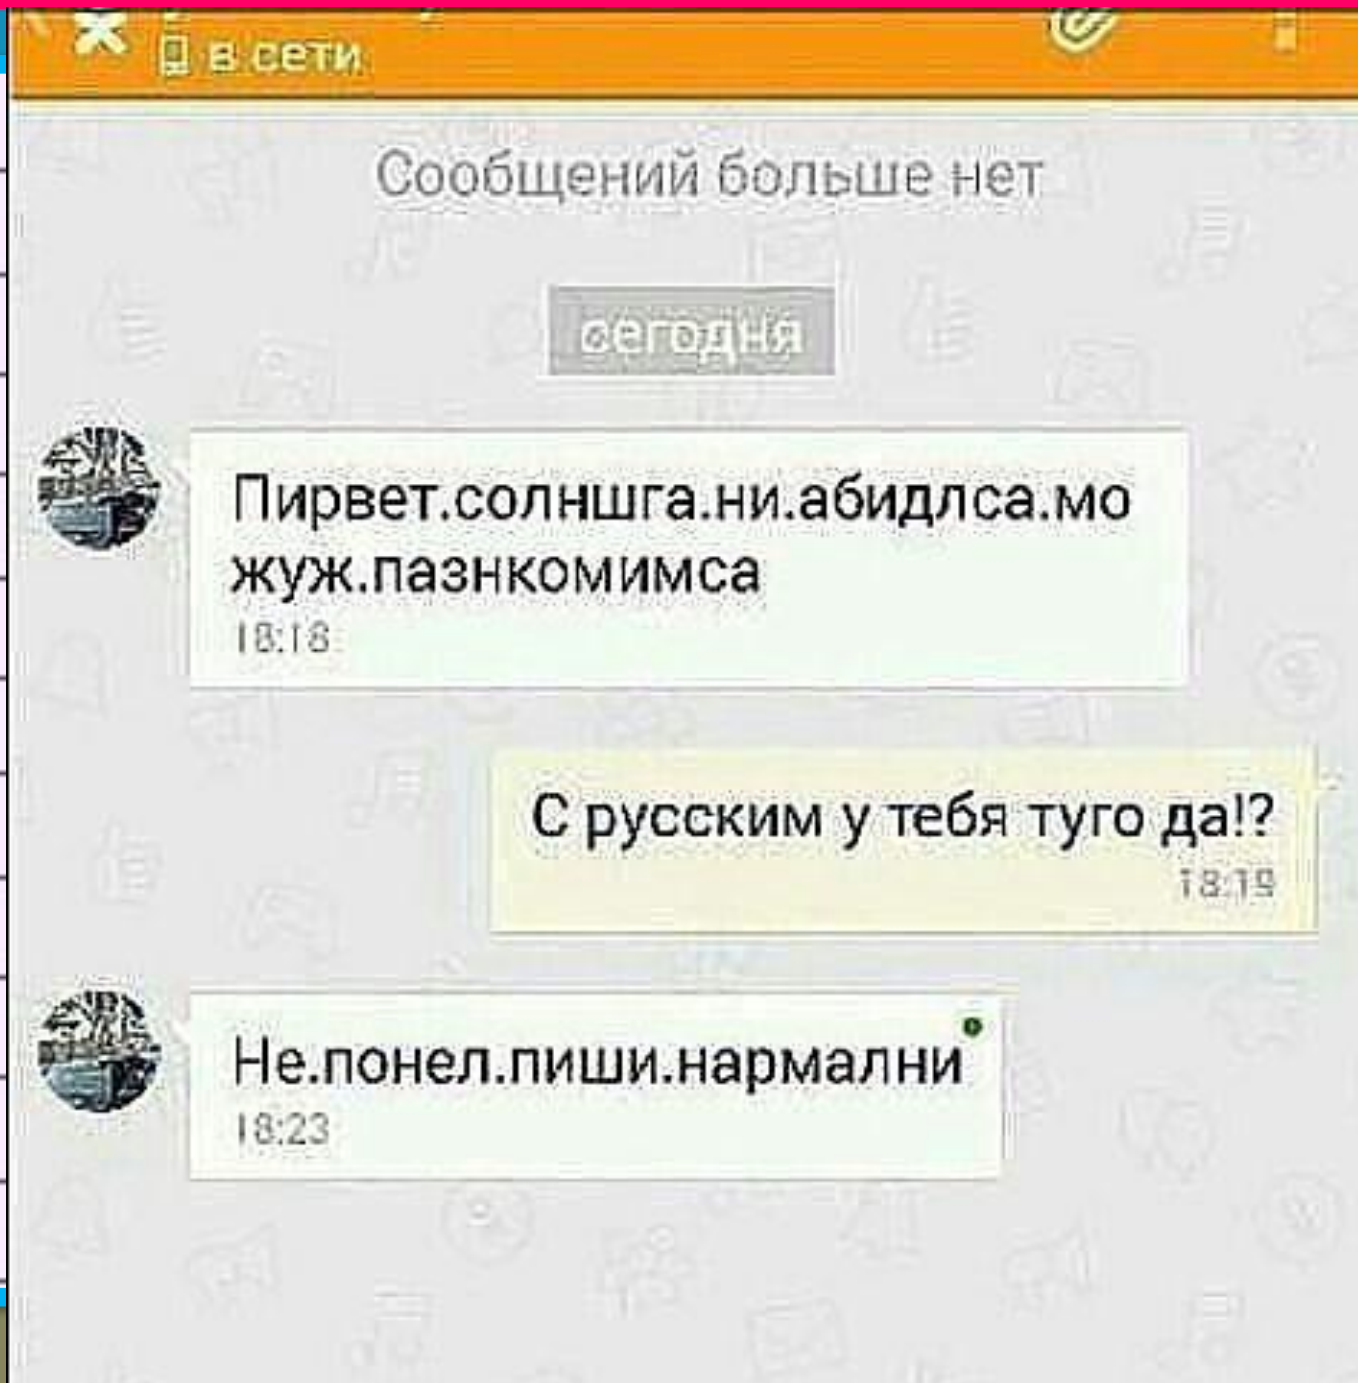 в сети
Сообщений больше нет
сегодня
Пирвет.солншга.ни.абидлса.мо
жуж.пазнкомимса
18:18
С русским у тебя туго да!?
18:19
Не.понел.пиши.нармални
18:23